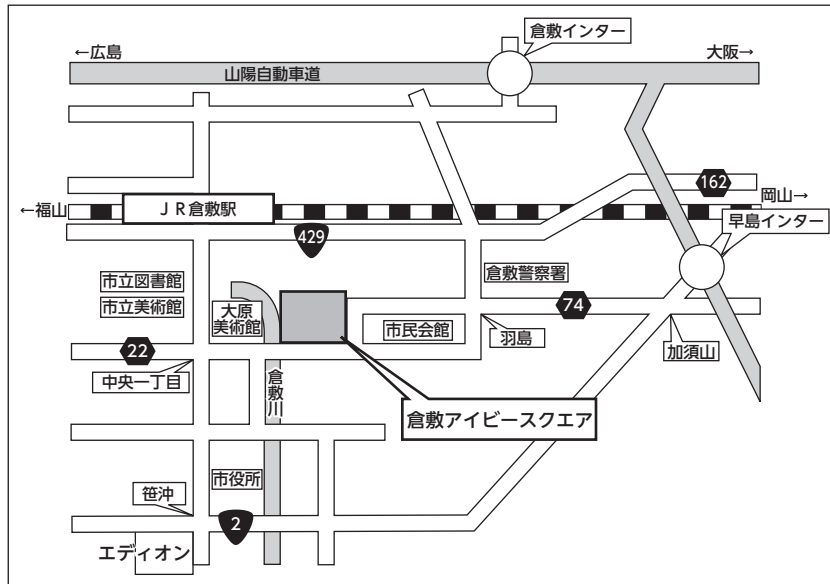 倉敷インター
←広島
大阪→
山陽自動車道
162
←福山
JR倉敷駅
岡山→
429
早島インター
市立図書館
倉敷警察署
市立美術館
大原
美術館
74
市民会館
羽島
22
加須山
中央一丁目
倉敷川
倉敷アイビースクエア
市役所
笹沖
2
エディオン